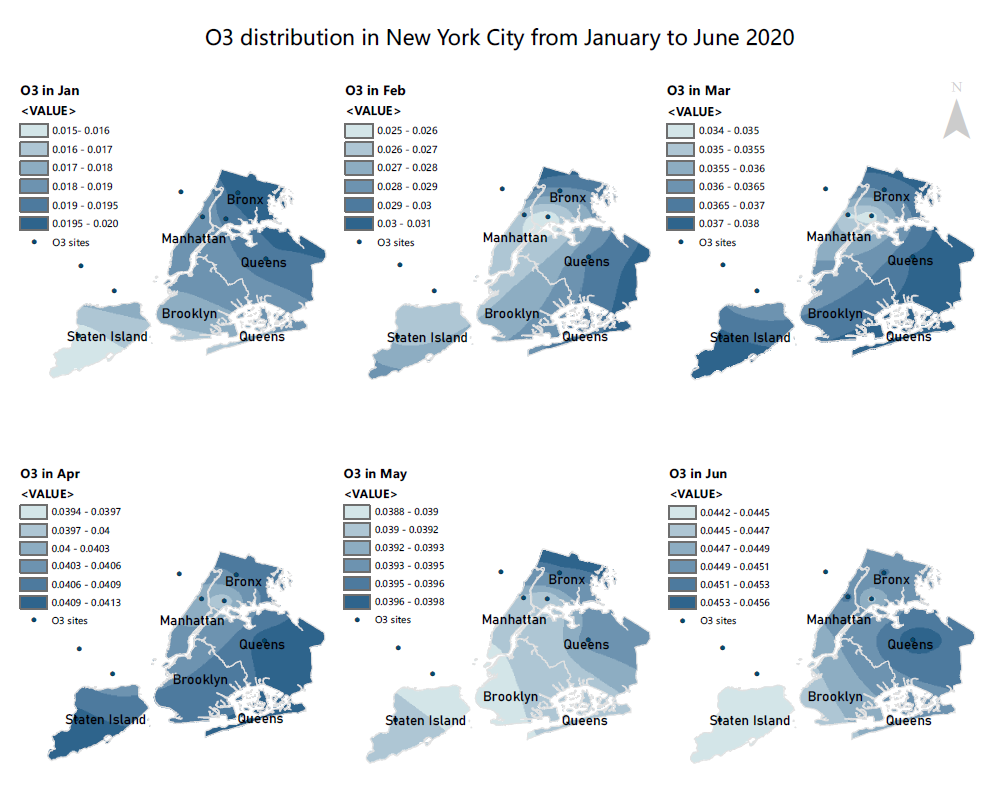 O3 distribution in New York City from January to June 2020
N
O3 in Jan
<VALUE>
0.015- 0.016
0.016 - 0.017
0.017 - 0.018
0.018 - 0.019
0.019 - 0.0195
0.0195 - 0.020
O3 sites
Bronx
Manhattan
Queens
Brooklyn
Staten Island
Queens
O3 in Feb
<VALUE>
0.025 - 0.026
0.026 - 0.027
0.027 - 0.028
0.028 - 0.029
0.029 - 0.03
0.03 - 0.031
O3 sites
Bronx
Manhattan
Queens
Brooklyn
Staten Island
Queens
O3 in Mar
<VALUE>
0.034 - 0.035
0.035 - 0.0355
0.0355 - 0.036
0.036 - 0.0365
0.0365 - 0.037
0.037 - 0.038
O3 sites
Bronx
Manhattan
Queens
Brooklyn
Staten Island
Queens
O3 in Apr
<VALUE>
0.0394 - 0.0397
0.0397 - 0.04
0.04 - 0.0403
0.0403 - 0.0406
0.0406 - 0.0409
0.0409 - 0.0413
O3 sites
Bronx
Manhattan
Queens
Brooklyn
Staten Island
Queens
O3 in May
<VALUE>
0.0388 - 0.039
0.039 - 0.0392
0.0392 - 0.0393
0.0393 - 0.0395
0.0395 - 0.0396
0.0396 - 0.0398
O3 sites
Bronx
Manhattan
Queens
Brooklyn
Staten Island
Queens
O3 in Jun
<VALUE>
0.0442 - 0.0445
0.0445 - 0.0447
0.0447 - 0.0449
0.0449 - 0.0451
0.0451 - 0.0453
0.0453 - 0.0456
O3 sites
Bronx
Manhattan
Queens
Brooklyn
Staten Island
Queens